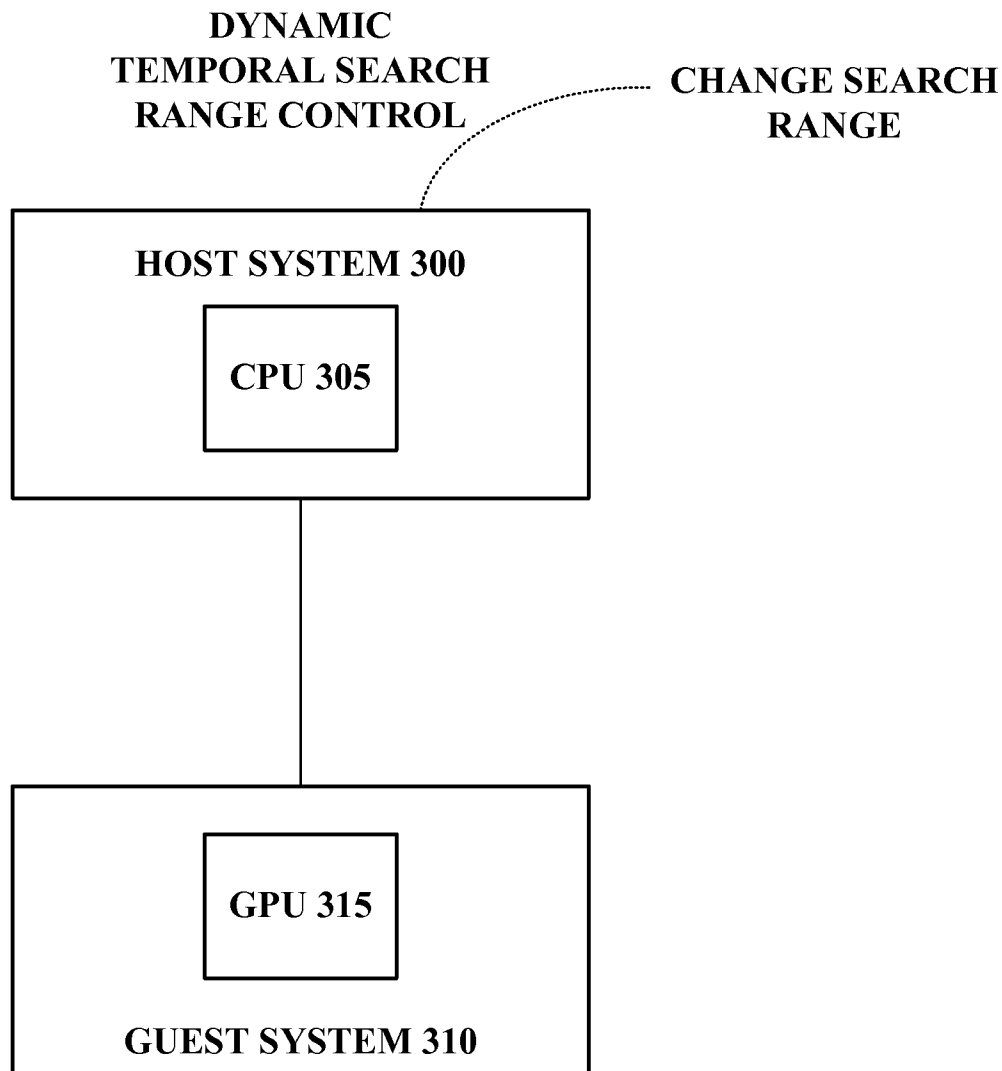 DYNAMIC
TEMPORAL SEARCH
RANGE CONTROL
CHANGE SEARCH
RANGE
HOST SYSTEM 300
CPU 305
GPU 315
GUEST SYSTEM 310